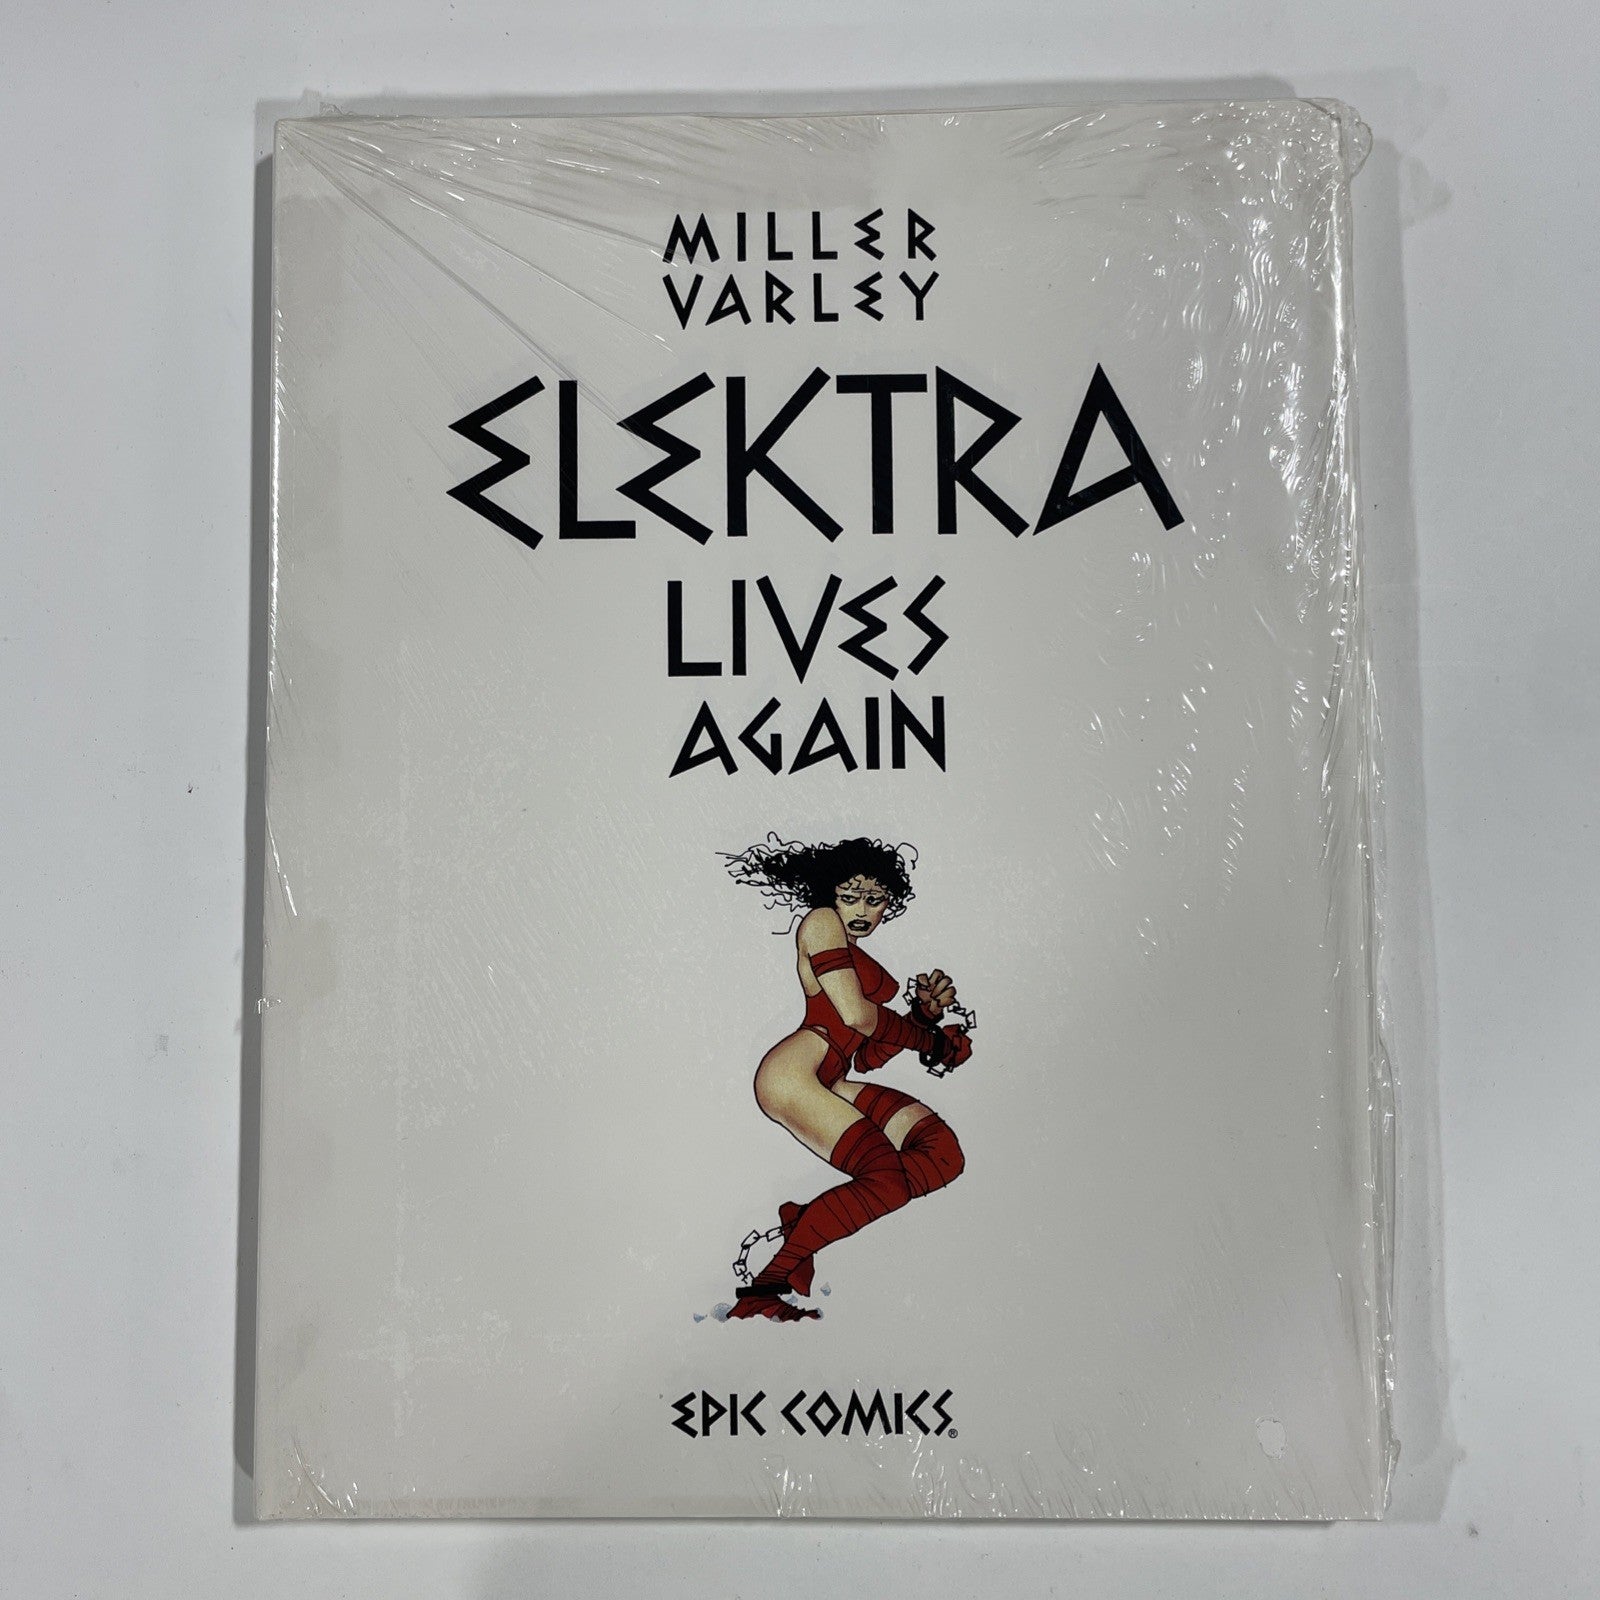 MILLER
VARLEY
ELEKTRA
LIVES
AGAIN
EPIC COMICS®